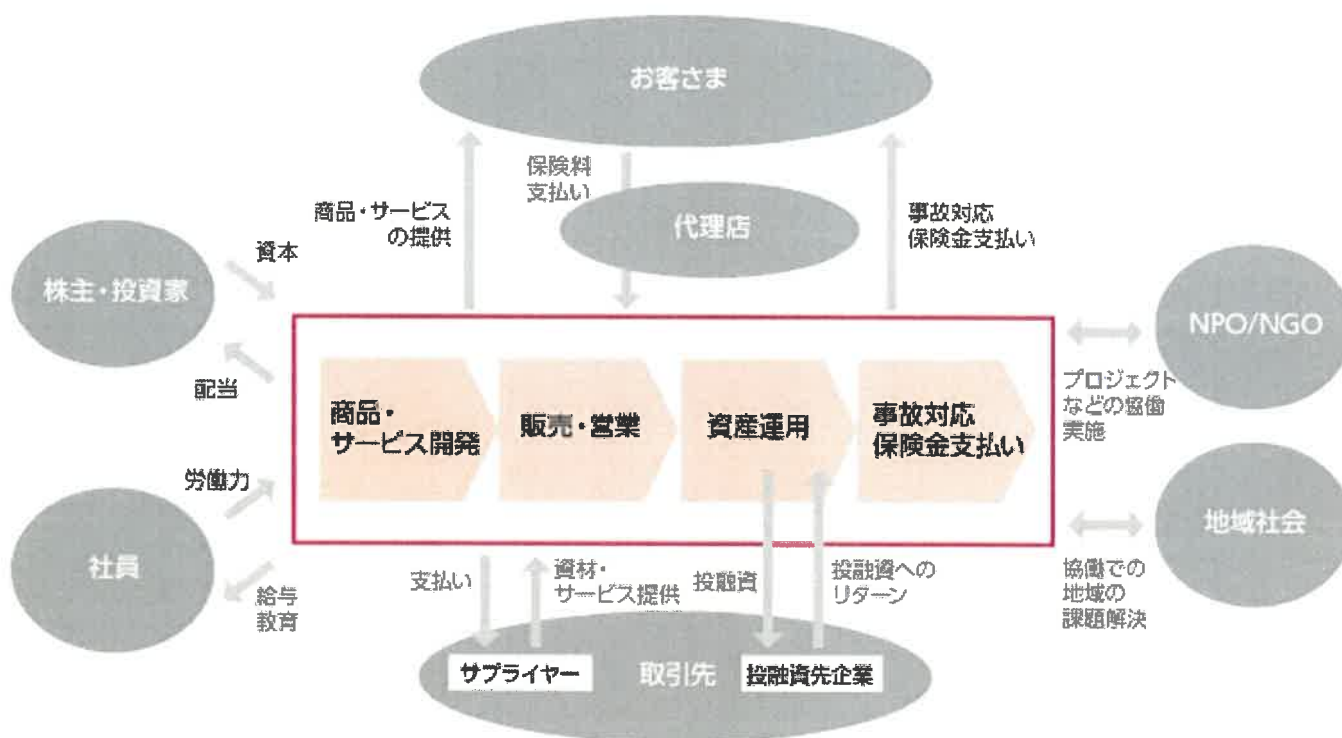 お客さま
保険料
支払い
商品・サービス
の提供
代理店
事故対応
保険金支払い
資本
株主・投資家
NPO/NGO
配当
プロジェクト
などの協働
実施
商品・
サービス開発
販売・営業
資産運用
事故対応
保険金支払い
労働力
社員
地域社会
給与
教育
支払い
資材・
サービス提供
投融資
投融資への
リターン
協働での
地域の
課題解決
サプライヤー
取引先
投融資先企業